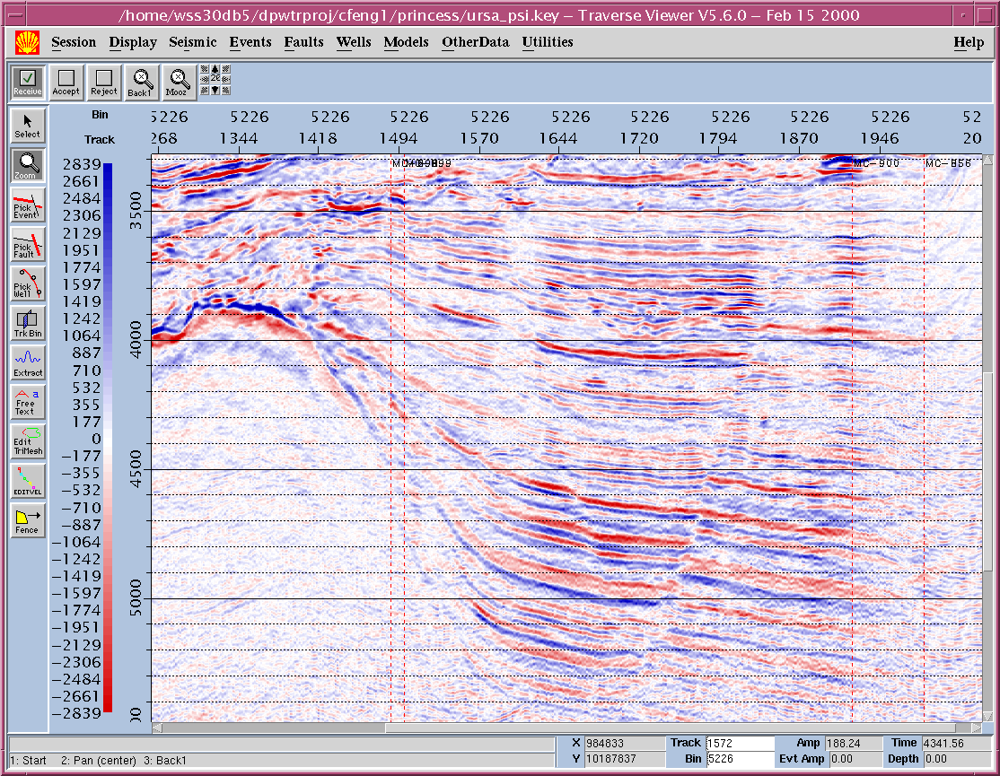 /home/wss30db5/dpwtrproj/cfeng1/princess/ursa_psi.key – Traverse Viewer V5.6.0 – Feb 15 2000
Session Display Seismic Events Faults Wells Models OtherData Utilities Help
Receive Accept Reject Back1 Mooz 20
Bin 5226 5226 5226 5226 5226 5226 5226 5226 5226 5226 52
Track 268 1344 1418 1494 1570 1644 1720 1794 1870 1946 20
MC-900 MC-856
Select
Zoom
Pick Event
Pick Fault
Pick Well
Trk Bin
Extract
a
Free Text
Edit TriMesh
EDITVEL
Fence
2839
2661
2484
2306
2129
1951
1774
1597
1419
1242
1064
887
710
532
355
177
0
−177
−355
−532
−710
−887
−1064
−1242
−1419
−1597
−1774
−1951
−2129
−2306
−2484
−2661
−2839
3500
4000
4500
5000
X 984833 Track 1572 Amp 188.24 Time 4341.56
Y 10187837 Bin 5226 Evt Amp 0.00 Depth 0.00
1: Start 2: Pan (center) 3: Back1